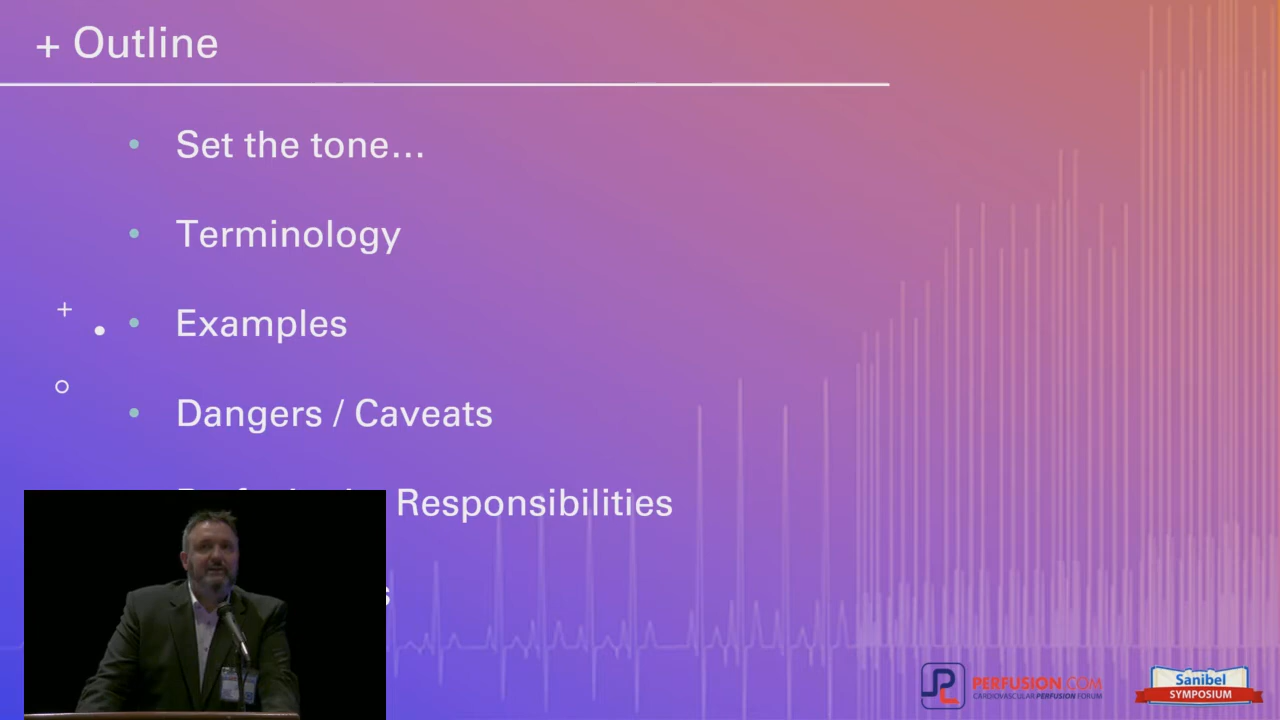 + Outline
• Set the tone...
• Terminology
• Examples
• Dangers / Caveats
Responsibilities
PERFUSION.COM
CARDIOVASCULAR PERFUSION FORUM
Sanibel
SYMPOSIUM